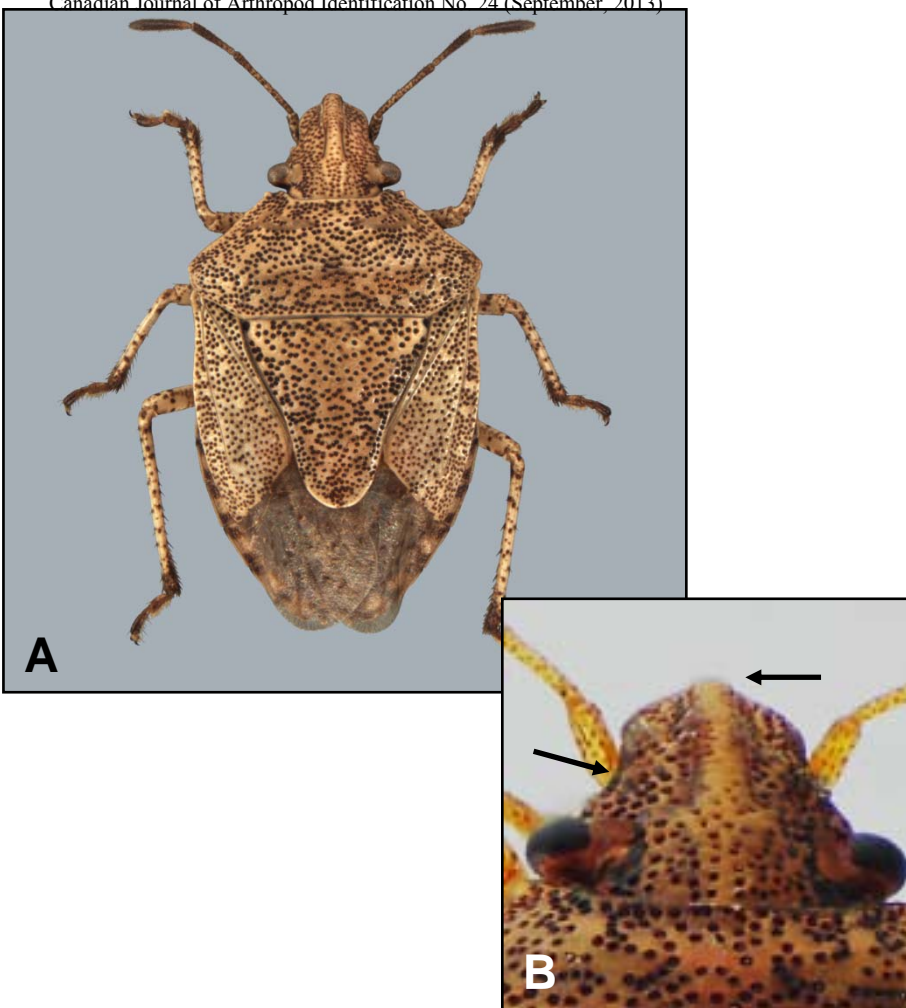 Canadian Journal of Arthropod Identification No. 24 (September, 2013)
A
B